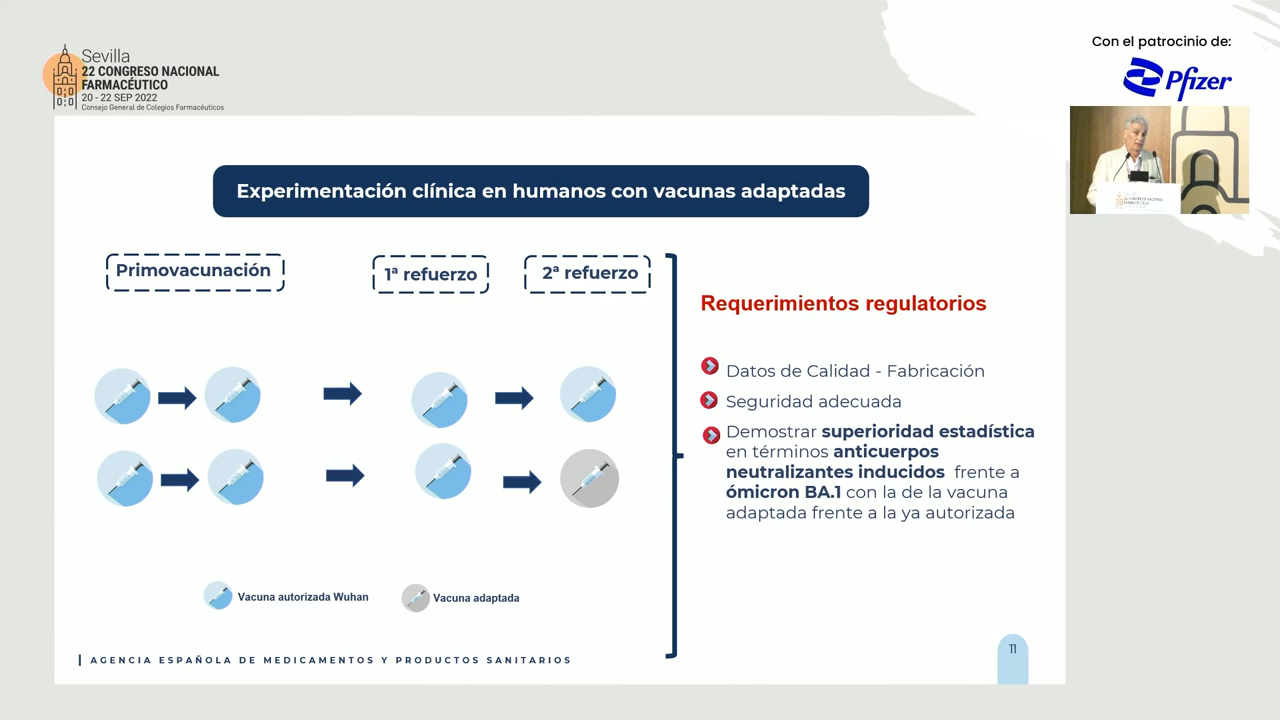 Sevilla
22 CONGRESO NACIONAL
FARMACÉUTICO
20 - 22 SEP 2022
Consejo General de Colegios Farmacéuticos
Con el patrocinio de:
Pfizer
Experimentación clínica en humanos con vacunas adaptadas
Primovacunación
1ª refuerzo
2ª refuerzo
Requerimientos regulatorios
Datos de Calidad - Fabricación
Seguridad adecuada
Demostrar superioridad estadística
en términos anticuerpos
neutralizantes inducidos frente a
ómicron BA.1 con la de la vacuna
adaptada frente a la ya autorizada
Vacuna autorizada Wuhan
Vacuna adaptada
AGENCIA ESPAÑOLA DE MEDICAMENTOS Y PRODUCTOS SANITARIOS
11